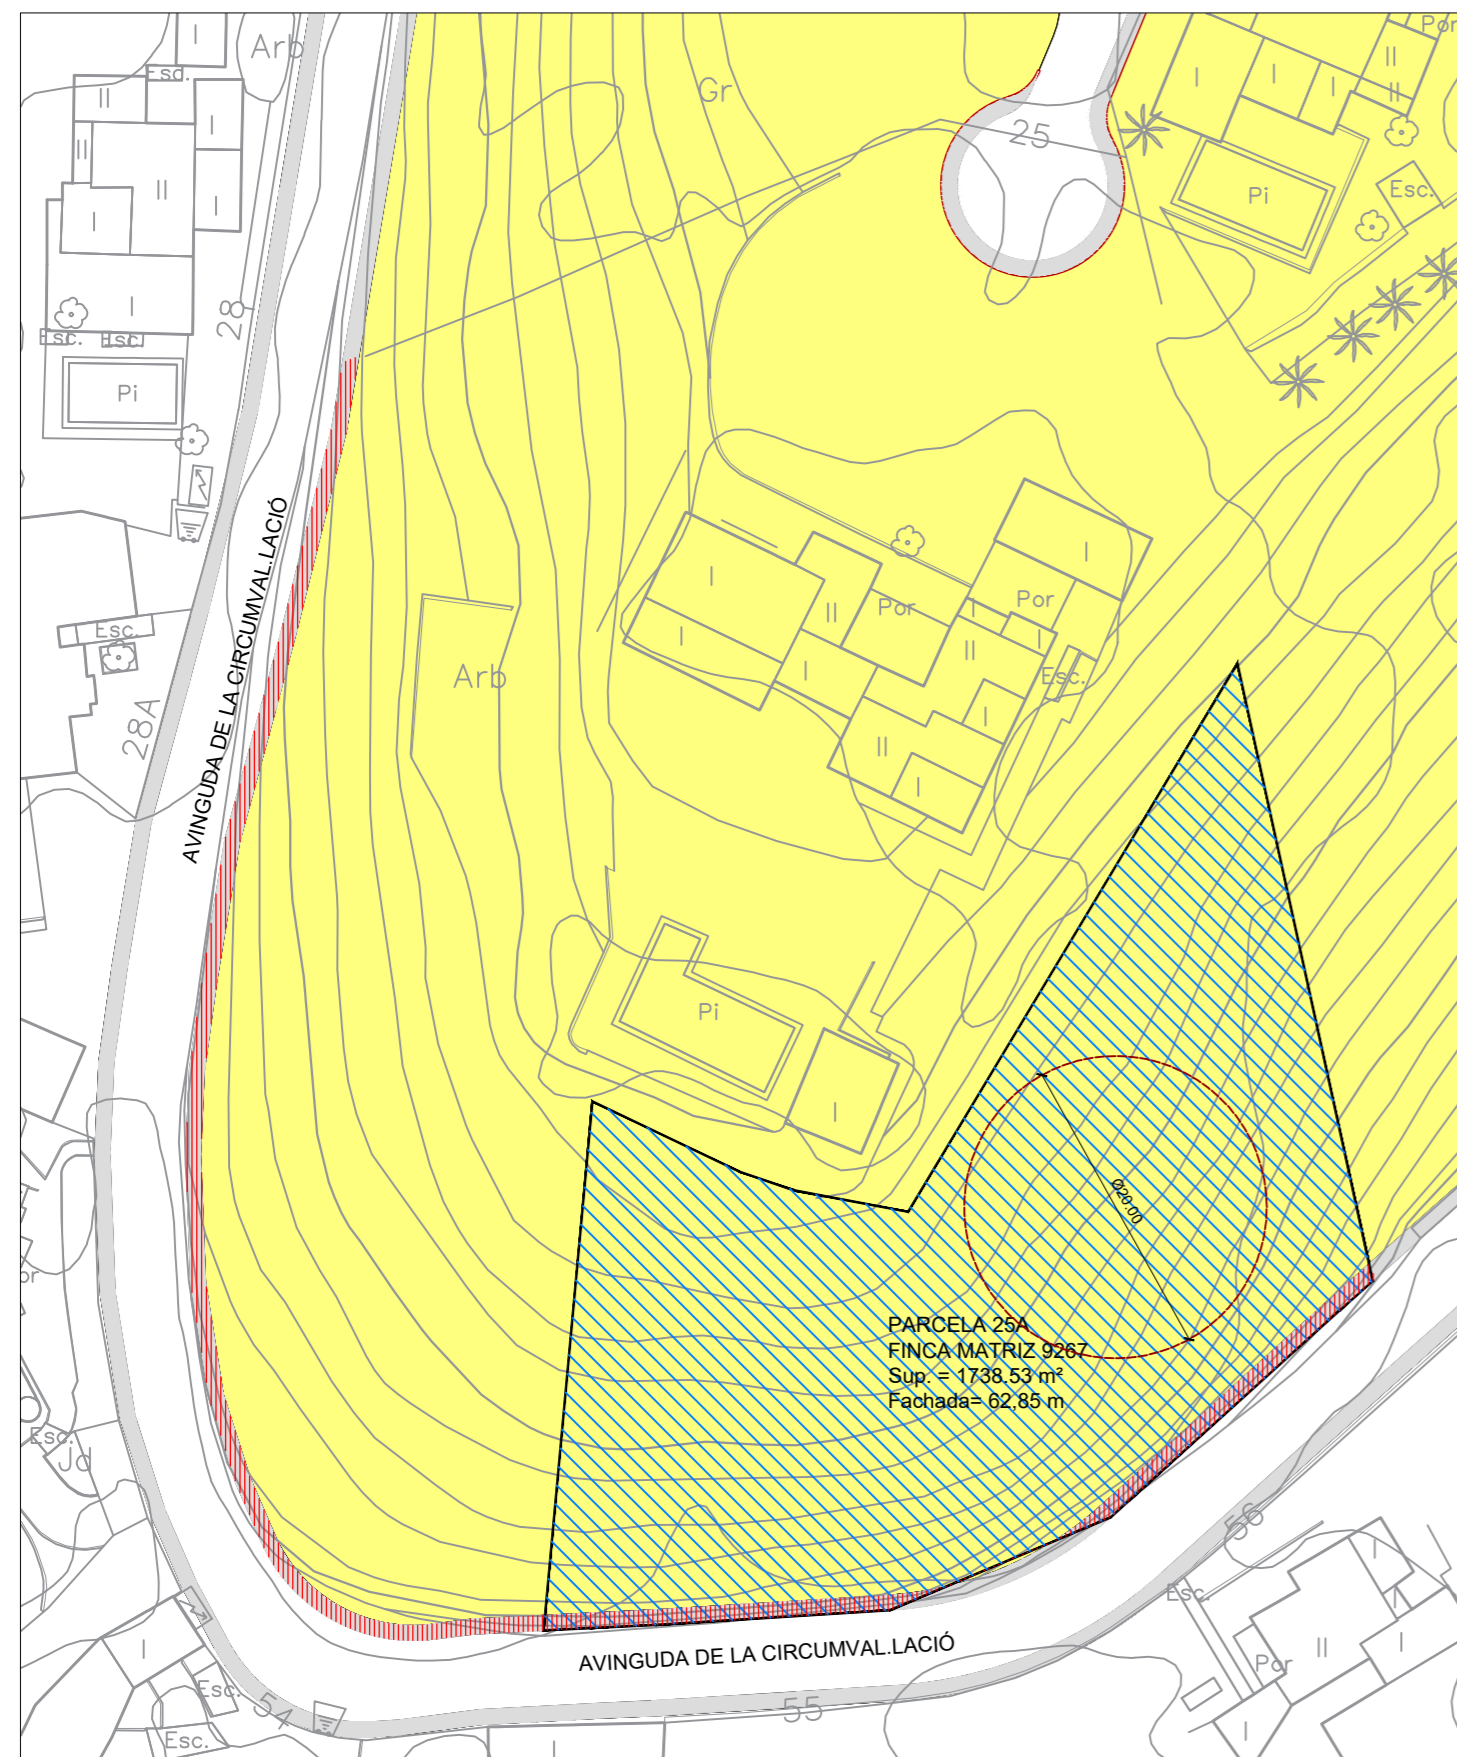 I
Arb
Esc.
II
I
II
II
I
I
I
28
Esc.
Esc.
Pi
Gr
25
Por
II
I
I
I
II
Pi
Esc.
AVINGUDA DE LA CIRCUMVAL.LACIÓ
Esc.
28A
Arb
I
I
II
Por
I
I
Por
I
II
I
Esc.
II
I
I
Pi
I
Ø20.00
PARCELA 25A
FINCA MATRIZ 9267
Sup. = 1738.53 m²
Fachada= 62,85 m
Esc.
Jd
56
AVINGUDA DE LA CIRCUMVAL.LACIÓ
I
Esc.
54
Esc.
55
I
Esc.
Por
II
I
I
I
I